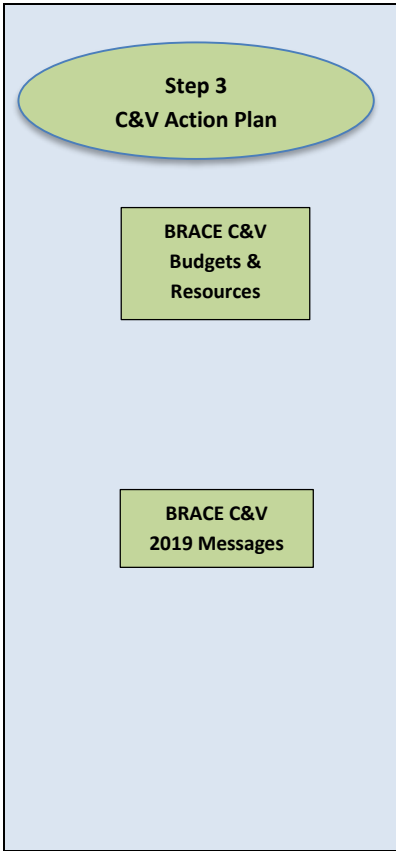 Step 3
C&V Action Plan
BRACE C&V
Budgets &
Resources
BRACE C&V
2019 Messages